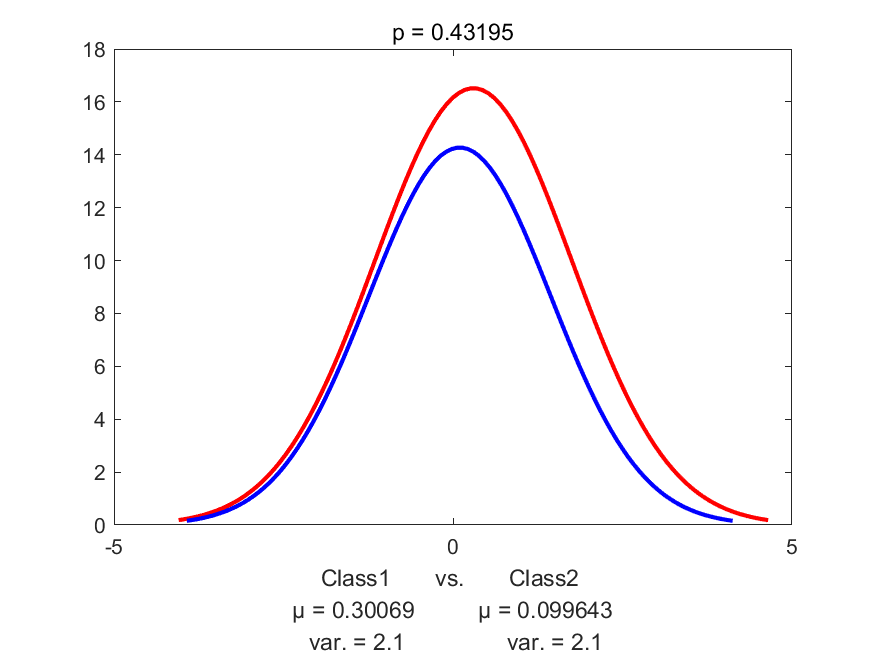 p = 0.43195
18
16
14
12
10
8
6
4
2
0
-5 0 5
Class1 vs. Class2
μ = 0.30069 μ = 0.099643
var. = 2.1 var. = 2.1